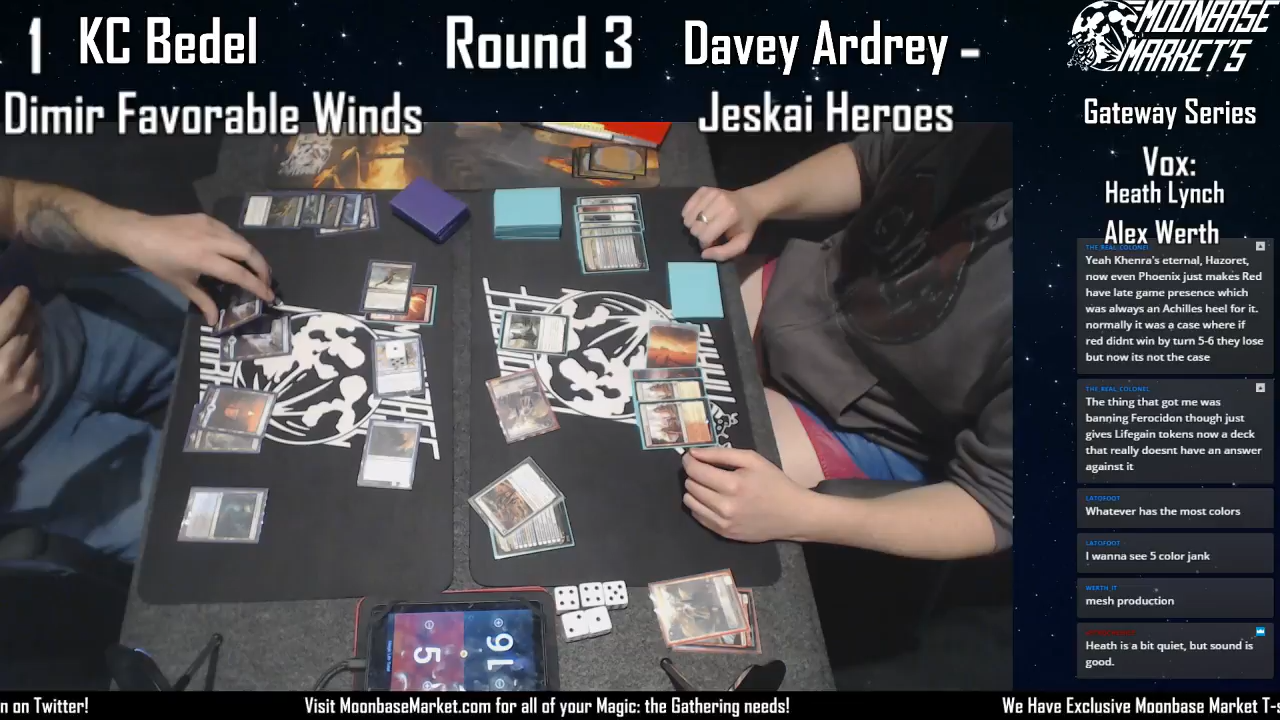 1 KC Bedel
Round 3
Davey Ardrey -
Dimir Favorable Winds
Jeskai Heroes
MOONBASE
MARKET'S
Gateway Series
Vox:
Heath Lynch
Alex Werth
THE_REAL_COLONEL
Yeah Khenra's eternal, Hazoret,
now even Phoenix just makes Red
have late game presence which
was always an Achilles heel for it.
normally it was a case where if
red didnt win by turn 5-6 they lose
but now its not the case
THE_REAL_COLONEL
The thing that got me was
banning Ferocidon though just
gives Lifegain tokens now a deck
that really doesnt have an answer
against it
LATOFOOT
Whatever has the most colors
LATOFOOT
I wanna see 5 color jank
WERTH_IT
mesh production
Heath is a bit quiet, but sound is
good.
5
16
n on Twitter!
Visit MoonbaseMarket.com for all of your Magic: the Gathering needs!
We Have Exclusive Moonbase Market T-s